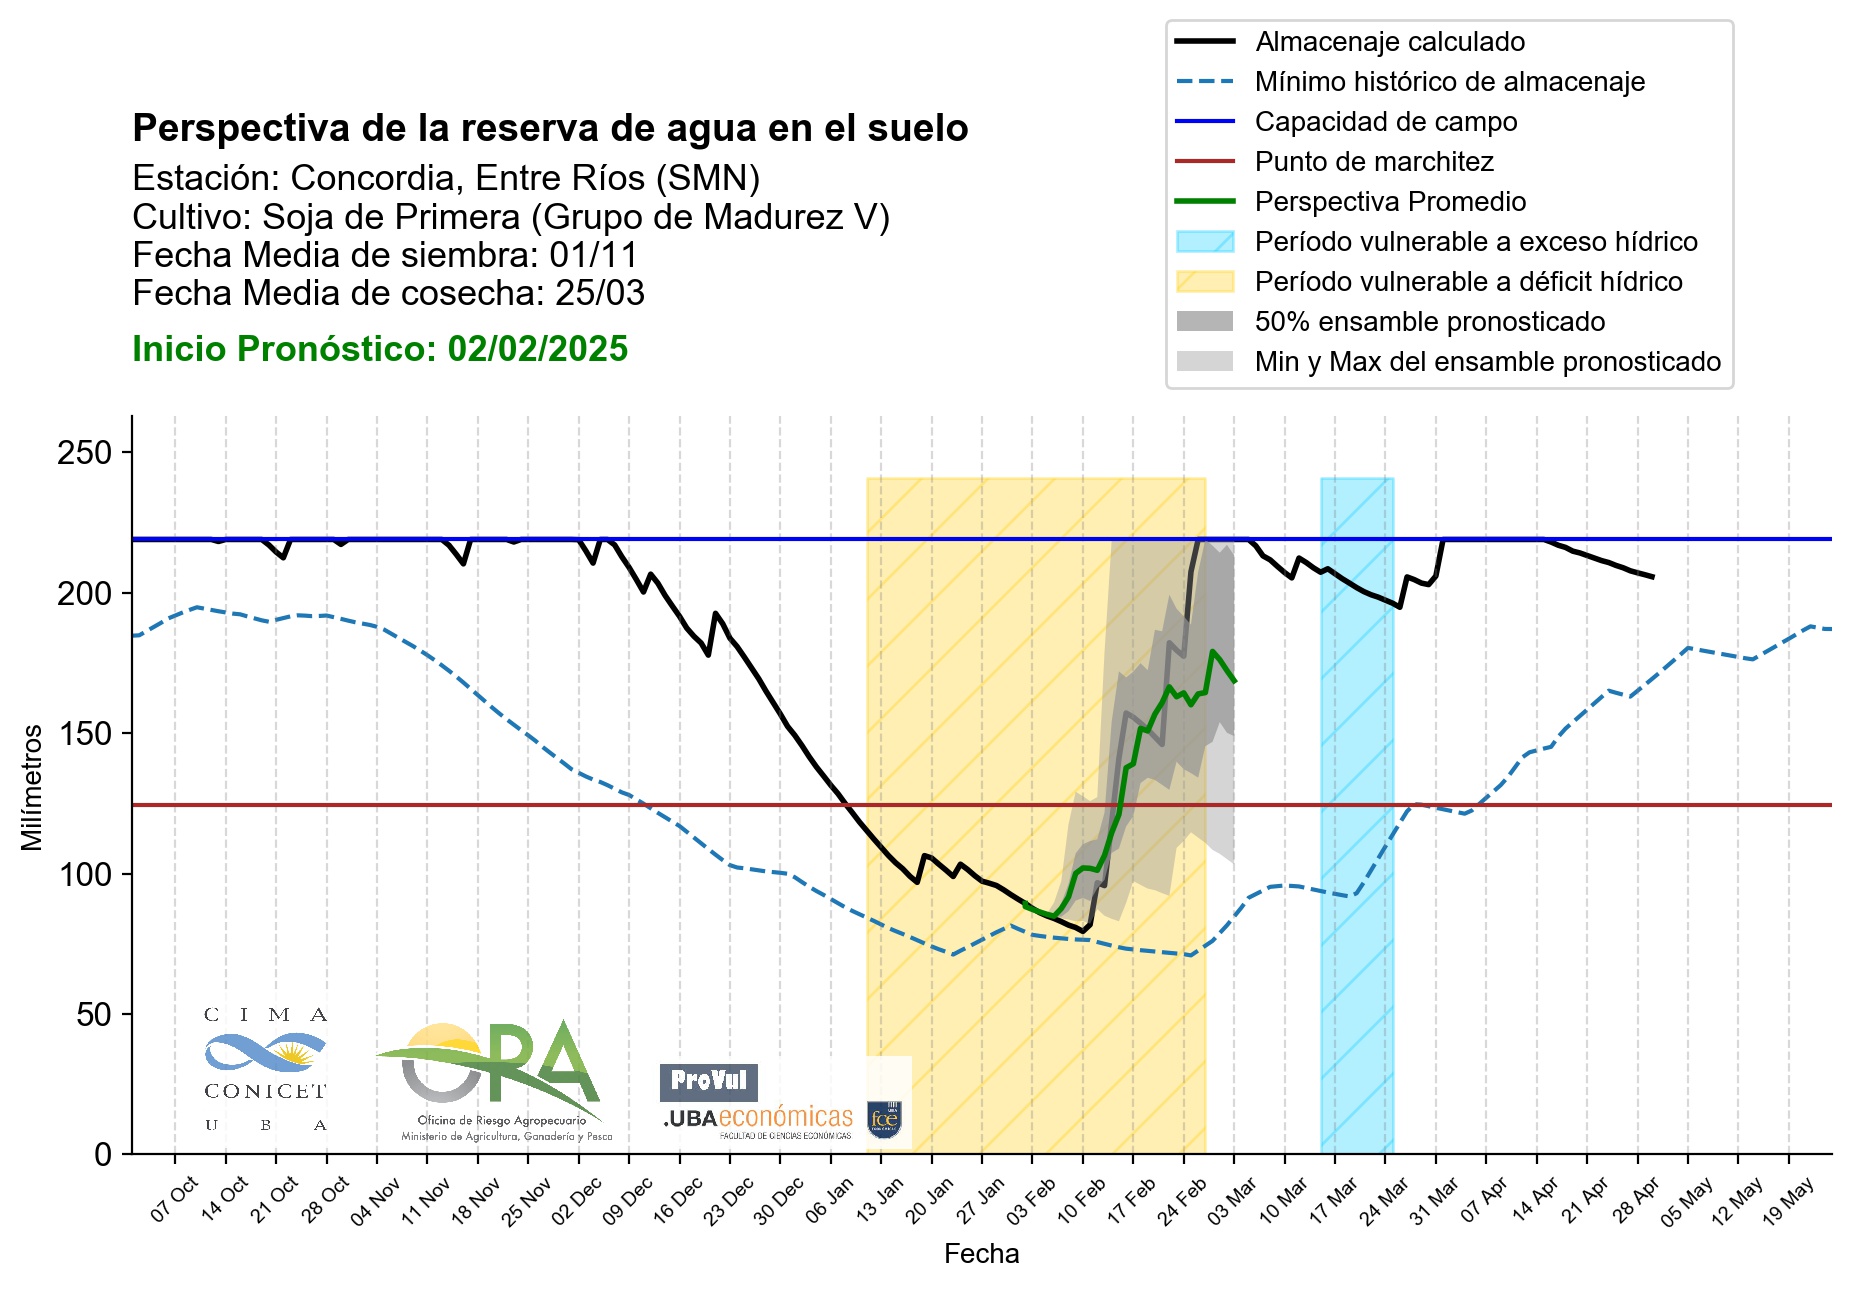 Almacenaje calculado
Mínimo histórico de almacenaje
Capacidad de campo
Punto de marchitez
Perspectiva Promedio
Período vulnerable a exceso hídrico
Período vulnerable a déficit hídrico
50% ensamble pronosticado
Min y Max del ensamble pronosticado
Perspectiva de la reserva de agua en el suelo
Estación: Concordia, Entre Ríos (SMN)
Cultivo: Soja de Primera (Grupo de Madurez V)
Fecha Media de siembra: 01/11
Fecha Media de cosecha: 25/03
Inicio Pronóstico: 02/02/2025
250
200
150
100
50
0
Milímetros
CIMA
CONICET
UBA
OPA
Oficina de Riesgo Agropecuario
Ministerio de Agricultura, Ganadería y Pesca
ProVul
.UBAeconómicas
FACULTAD DE CIENCIAS ECONÓMICAS
UBA
fce
07 Oct
14 Oct
21 Oct
28 Oct
04 Nov
11 Nov
18 Nov
25 Nov
02 Dec
09 Dec
16 Dec
23 Dec
30 Dec
06 Jan
13 Jan
20 Jan
27 Jan
03 Feb
10 Feb
17 Feb
24 Feb
03 Mar
10 Mar
17 Mar
24 Mar
31 Mar
07 Apr
14 Apr
21 Apr
28 Apr
05 May
12 May
19 May
Fecha